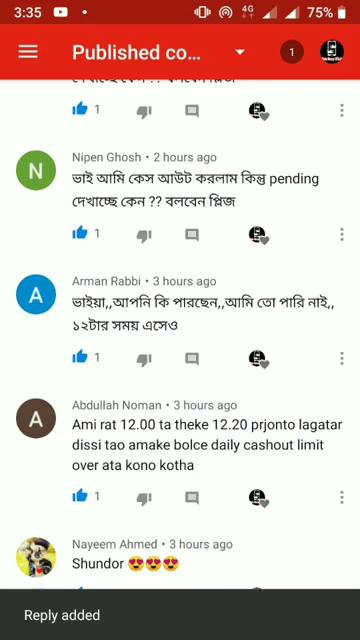 3:35
4G
75%
Published co...
1
দেখাচ্ছে কেন ?? বলবেন প্লিজ
1
N
Nipen Ghosh • 2 hours ago
ভাই আমি কেস আউট করলাম কিন্তু pending
দেখাচ্ছে কেন ?? বলবেন প্লিজ
1
A
Arman Rabbi • 3 hours ago
ভাইয়া,,আপনি কি পারছেন,,আমি তো পারি নাই,,
১২টার সময় এসেও
1
A
Abdullah Noman • 3 hours ago
Ami rat 12.00 ta theke 12.20 prjonto lagatar
dissi tao amake bolce daily cashout limit
over ata kono kotha
1
Nayeem Ahmed • 3 hours ago
Shundor 😍😍😍
Reply added